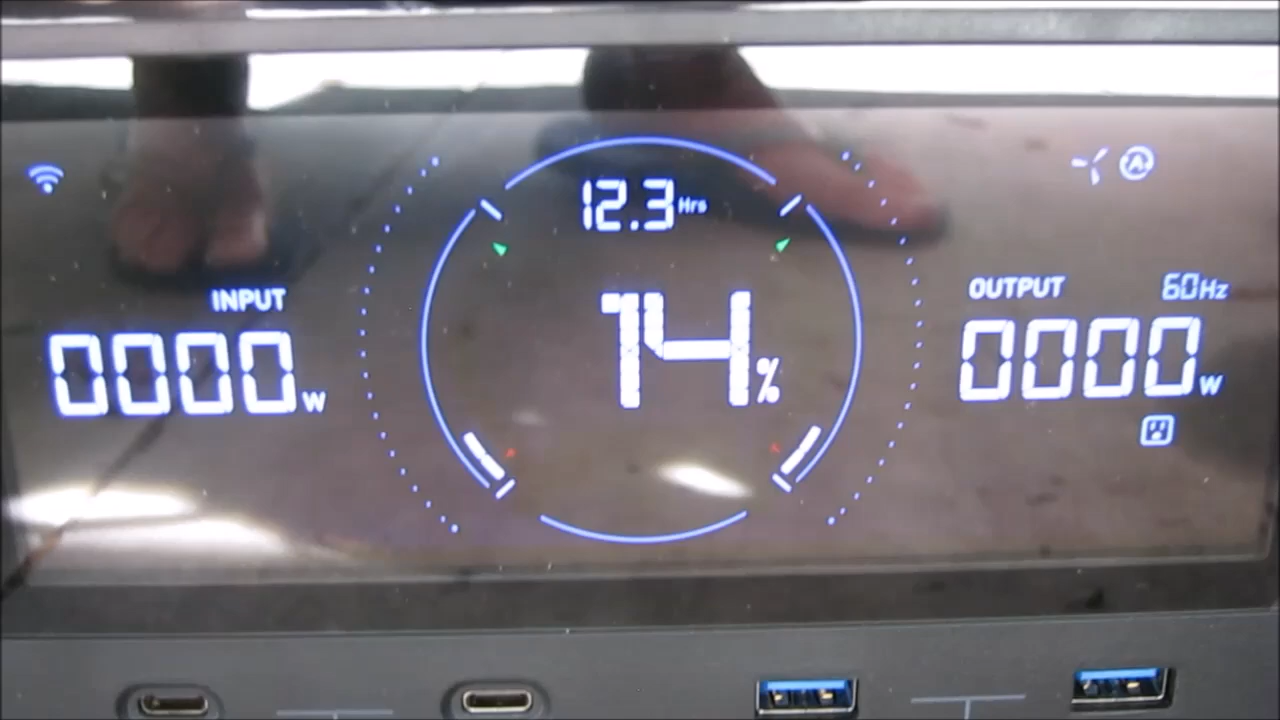 12.3 Hrs
INPUT
0000 W
14 %
OUTPUT 60Hz
0000 W